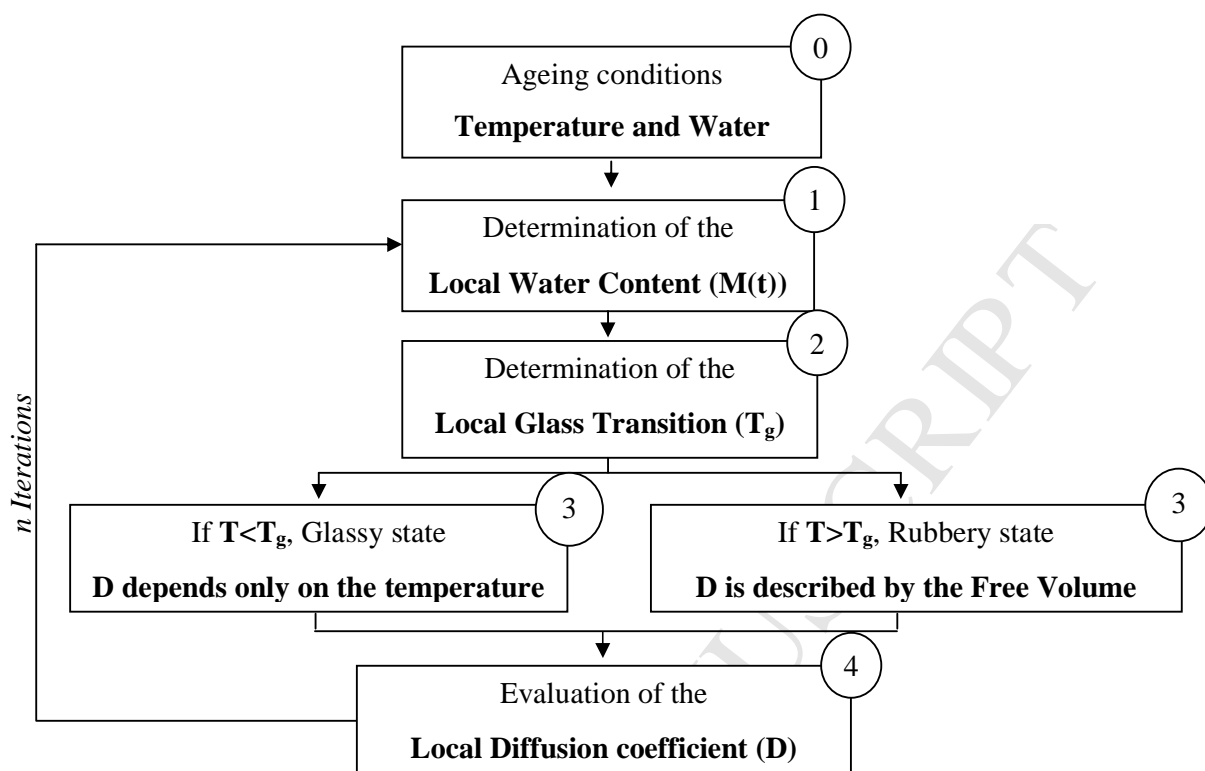 0
Ageing conditions
Temperature and Water
1
Determination of the
Local Water Content (M(t))
2
Determination of the
Local Glass Transition (Tg)
n Iterations
3
If T<Tg, Glassy state
D depends only on the temperature
3
If T>Tg, Rubbery state
D is described by the Free Volume
4
Evaluation of the
Local Diffusion coefficient (D)
USCRIPT